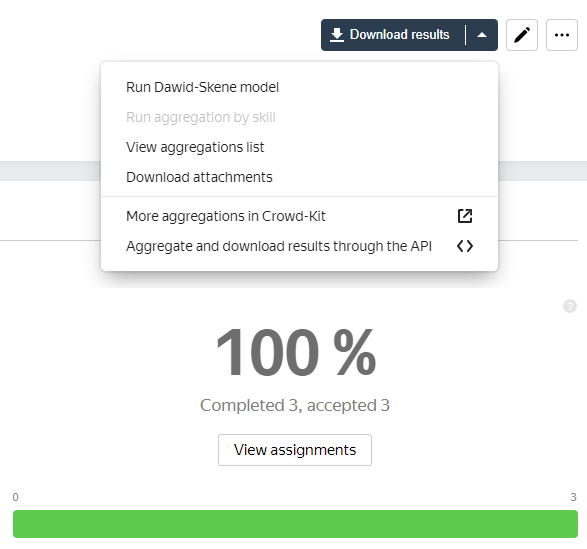 Download results
Run Dawid-Skene model
Run aggregation by skill
View aggregations list
Download attachments
More aggregations in Crowd-Kit
Aggregate and download results through the API
?
100 %
Completed 3, accepted 3
View assignments
0 3